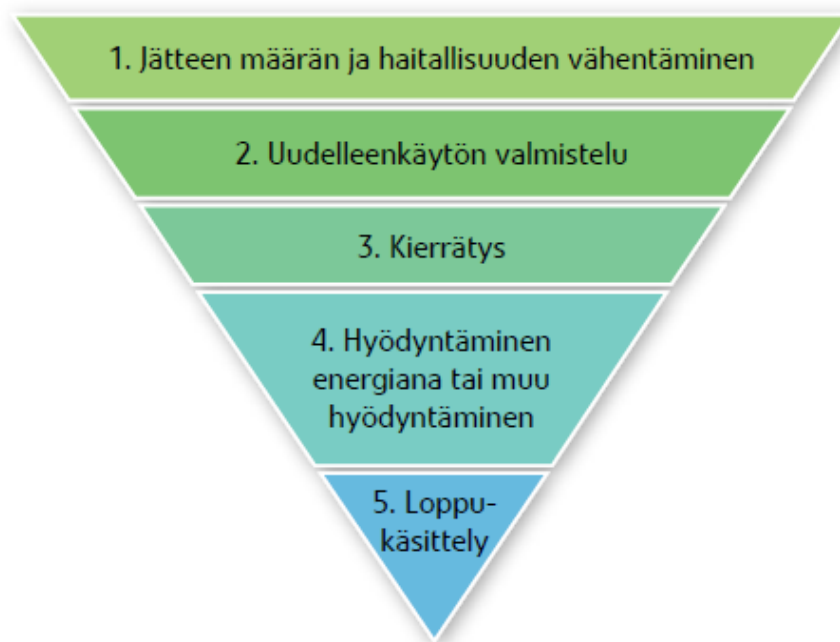 1. Jätteen määrän ja haitallisuuden vähentäminen
2. Uudelleenkäytön valmistelu
3. Kierrätys
4. Hyödyntäminen
energiana tai muu
hyödyntäminen
5. Loppu-
käsittely